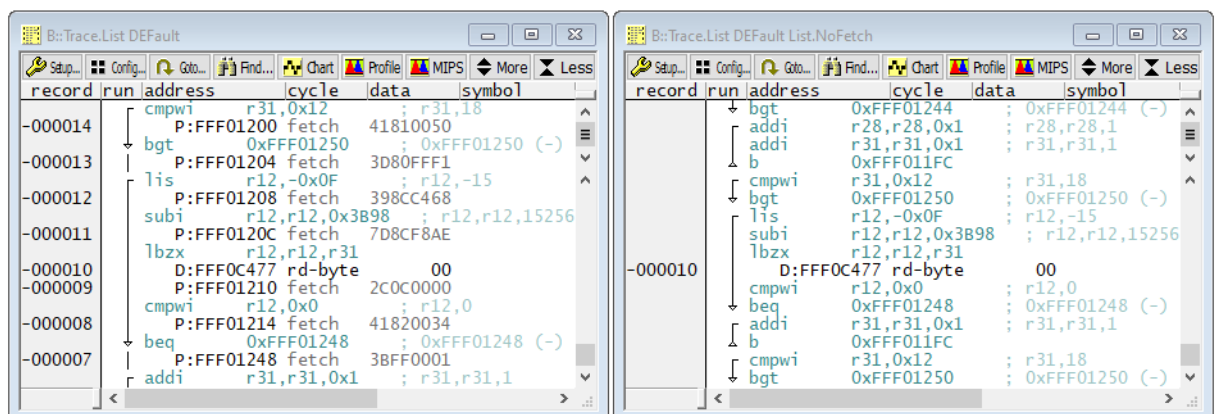 B::Trace.List DEFault
Setup... Config... Goto... Find... Chart Profile MIPS More Less
record run address cycle data symbol
cmpwi r31,0x12 ; r31,18
-000014 P:FFF01200 fetch 41810050
bgt 0xFFF01250 ; 0xFFF01250 (-)
-000013 P:FFF01204 fetch 3D80FFF1
lis r12,-0x0F ; r12,-15
-000012 P:FFF01208 fetch 398CC468
subi r12,r12,0x3B98 ; r12,r12,15256
-000011 P:FFF0120C fetch 7D8CF8AE
lbzx r12,r12,r31
-000010 D:FFF0C477 rd-byte 00
-000009 P:FFF01210 fetch 2C0C0000
cmpwi r12,0x0 ; r12,0
-000008 P:FFF01214 fetch 41820034
beq 0xFFF01248 ; 0xFFF01248 (-)
-000007 P:FFF01248 fetch 3BFF0001
addi r31,r31,0x1 ; r31,r31,1
B::Trace.List DEFault List.NoFetch
Setup... Config... Goto... Find... Chart Profile MIPS More Less
record run address cycle data symbol
bgt 0xFFF01244 ; 0xFFF01244 (-)
addi r28,r28,0x1 ; r28,r28,1
addi r31,r31,0x1 ; r31,r31,1
b 0xFFF011FC
cmpwi r31,0x12 ; r31,18
bgt 0xFFF01250 ; 0xFFF01250 (-)
lis r12,-0x0F ; r12,-15
subi r12,r12,0x3B98 ; r12,r12,15256
lbzx r12,r12,r31
-000010 D:FFF0C477 rd-byte 00
cmpwi r12,0x0 ; r12,0
beq 0xFFF01248 ; 0xFFF01248 (-)
addi r31,r31,0x1 ; r31,r31,1
b 0xFFF011FC
cmpwi r31,0x12 ; r31,18
bgt 0xFFF01250 ; 0xFFF01250 (-)